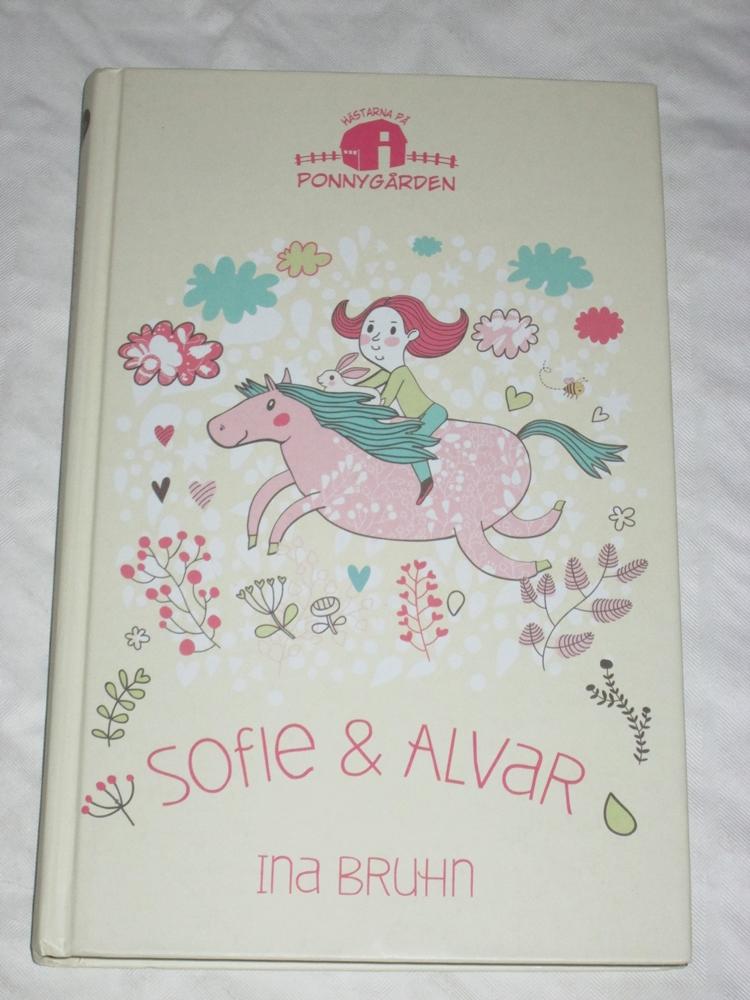 HÄSTARNA PÅ
PONNYGÅRDEN
Sofie & Alvar
Ina Bruhn